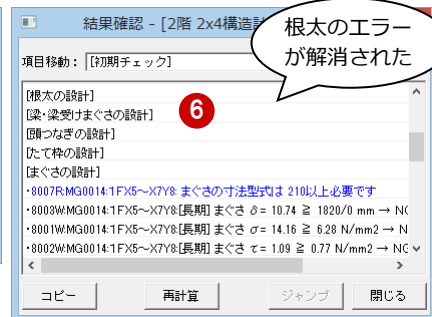 結果確認 - [2階 2x4構造計
根太のエラー
が解消された
項目移動： [初期チェック]
[根太の設計]
[梁・梁受けまぐさの設計]
6
[頭つなぎの設計]
[たて枠の設計]
[まぐさの設計]
・8007R:MG0014:1FX5～X7Y8: まぐさの寸法型式は 210以上必要です
・8003W:MG0014:1FX5～X7Y8:[長期] まぐさ δ= 10.74 ≧ 1820/0 mm → NG
・8001W:MG0014:1FX5～X7Y8:[長期] まぐさ σ= 14.16 ≧ 6.28 N/mm2 → N
・8002W:MG0014:1FX5～X7Y8:[長期] まぐさ τ= 1.09 ≧ 0.77 N/mm2 → NG
コピー 再計算 ジャンプ 閉じる